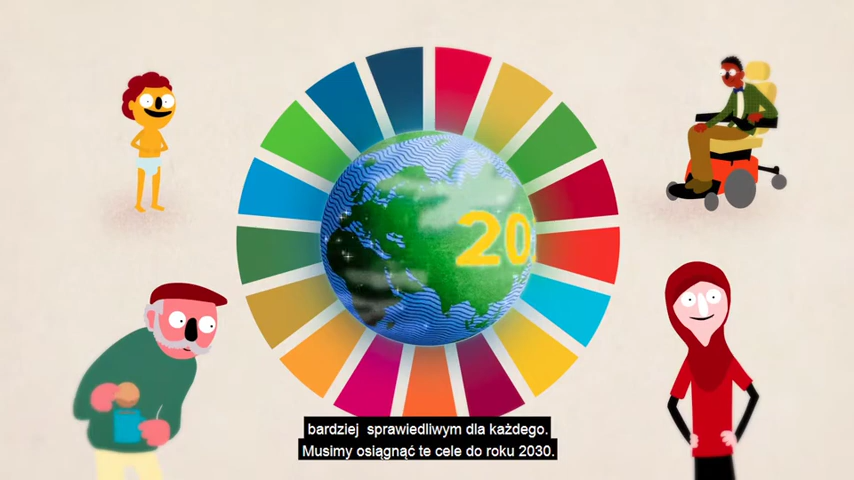 20
bardziej  sprawiedliwym dla każdego.
Musimy osiągnąć te cele do roku 2030.